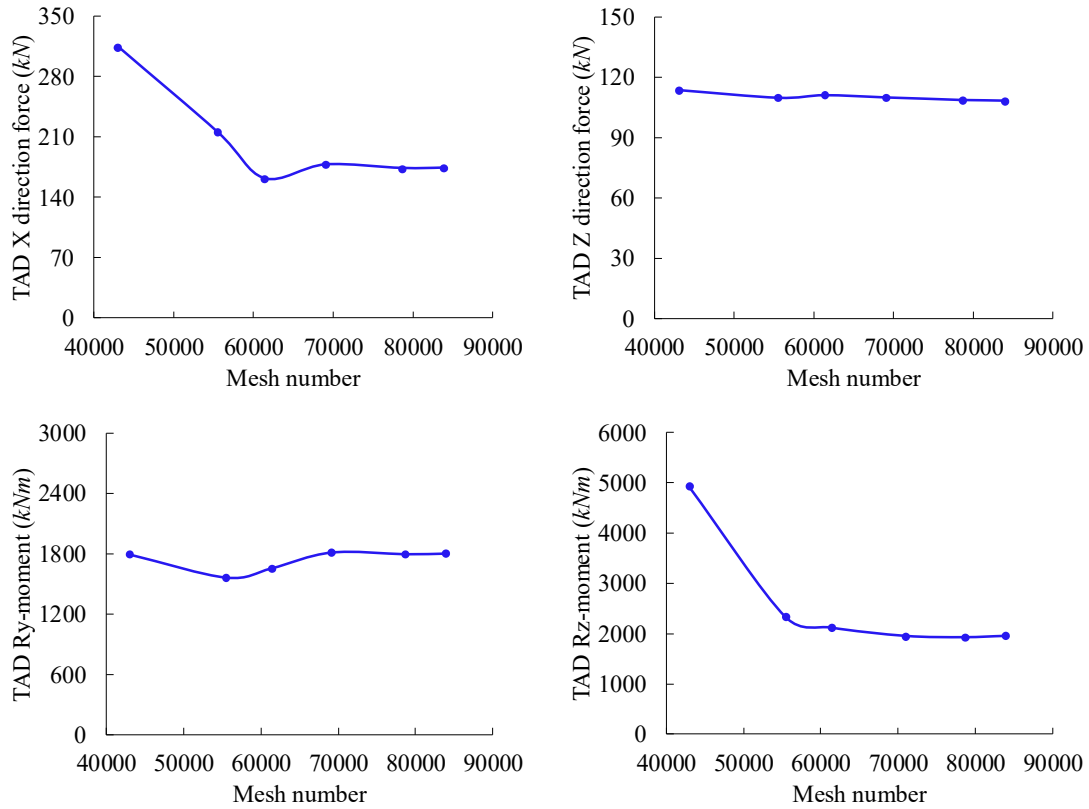 TAD X direction force (kN)
350
280
210
140
70
0
40000 50000 60000 70000 80000 90000
Mesh number
TAD Z direction force (kN)
150
120
90
60
30
0
40000 50000 60000 70000 80000 90000
Mesh number
TAD Ry-moment (kNm)
3000
2400
1800
1200
600
0
40000 50000 60000 70000 80000 90000
Mesh number
TAD Rz-moment (kNm)
6000
5000
4000
3000
2000
1000
0
40000 50000 60000 70000 80000 90000
Mesh number